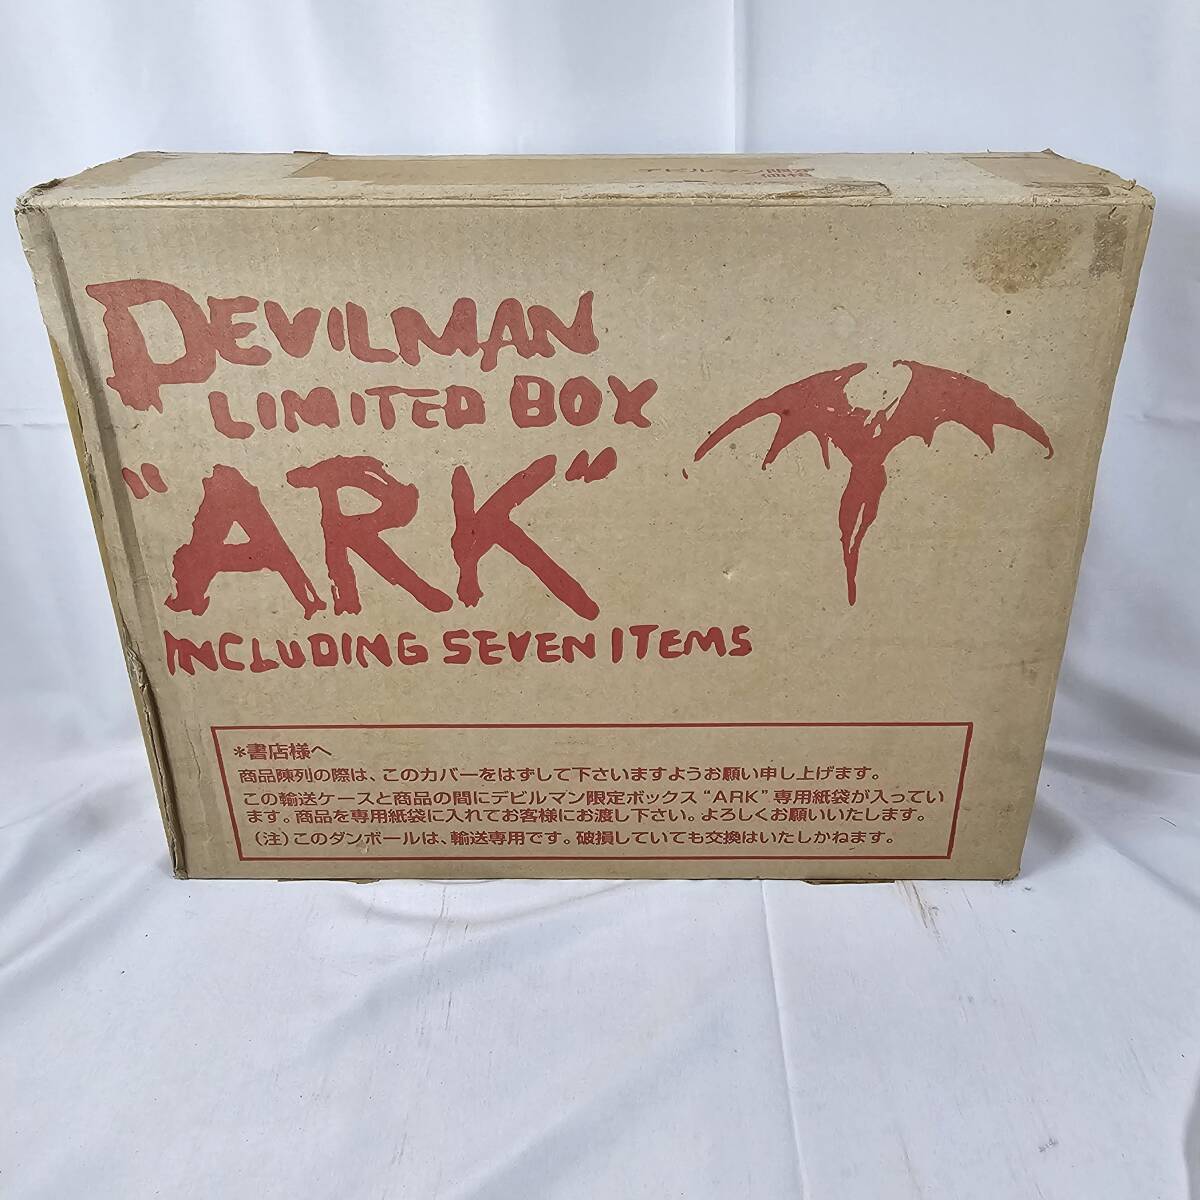 デビルマン限定
DEVILMAN
LIMITED BOX
"ARK"
INCLUDING SEVEN ITEMS
*書店様へ
商品陳列の際は、このカバーをはずして下さいますようお願い申し上げます。
この輸送ケースと商品の間にデビルマン限定ボックス“ARK”専用紙袋が入ってい
ます。商品を専用紙袋に入れてお客様にお渡し下さい。よろしくお願いいたします。
(注)このダンボールは、輸送専用です。破損していても交換はいたしかねます。